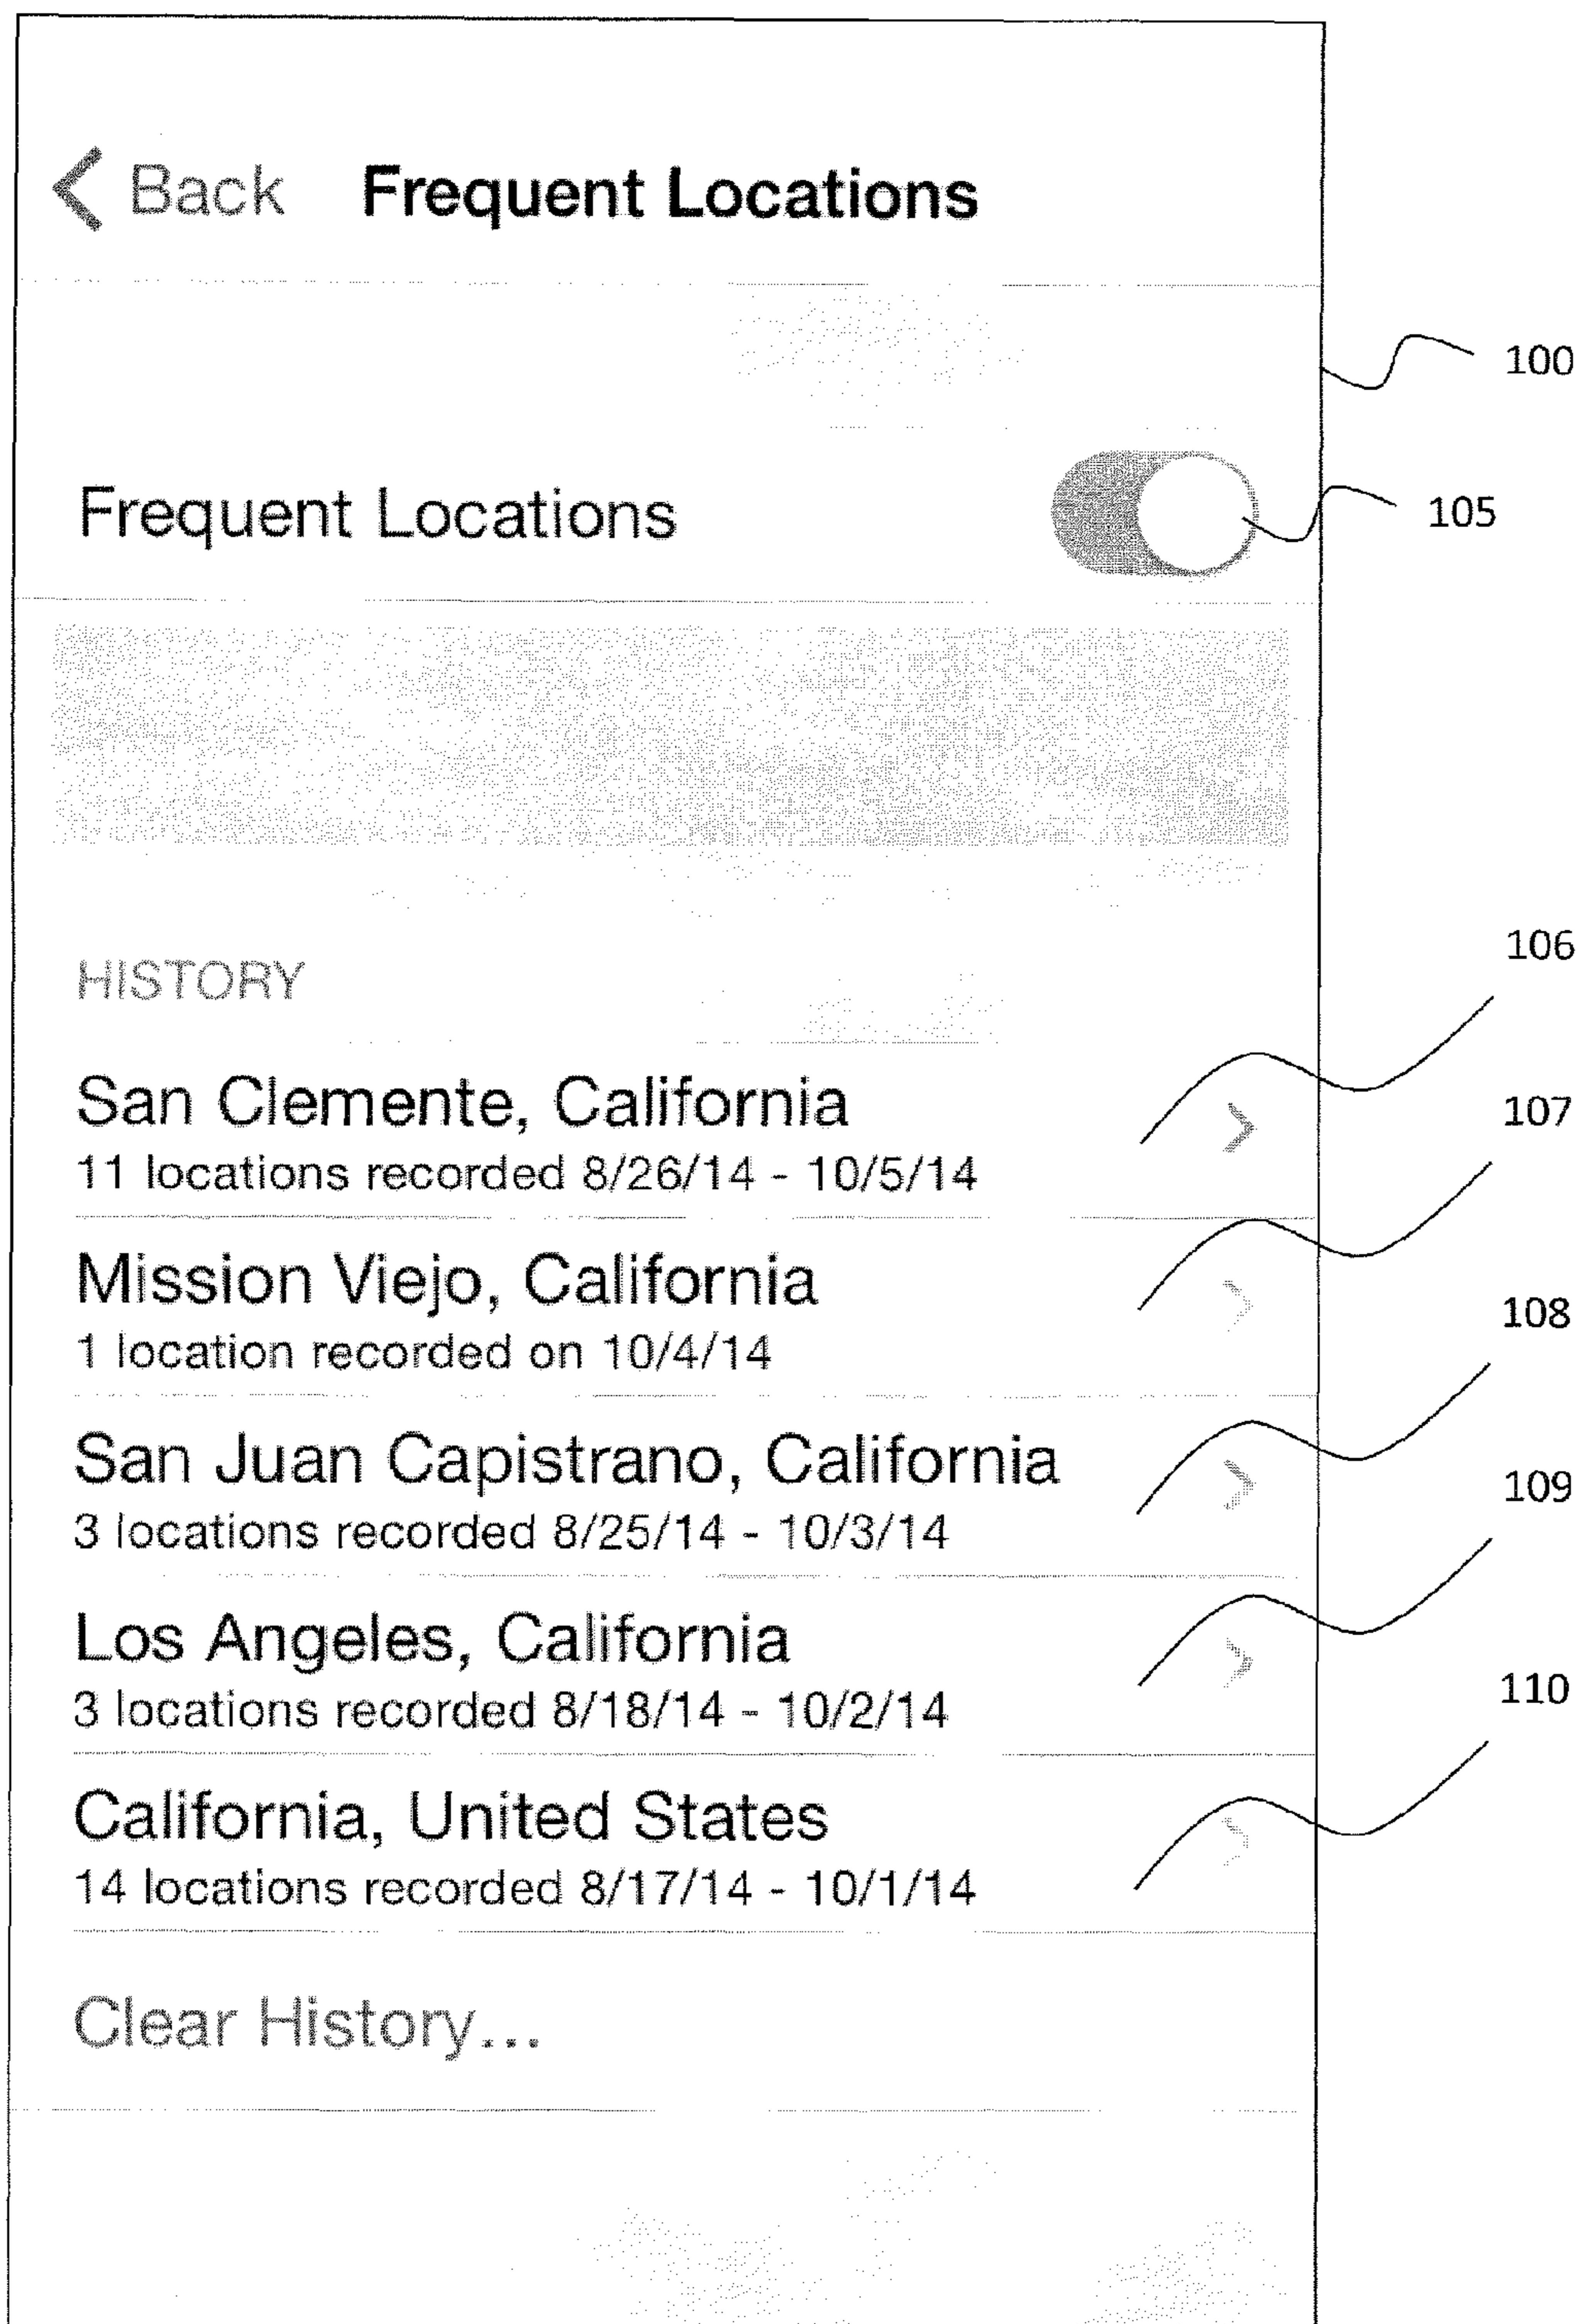 Back Frequent Locations
100
Frequent Locations
105
HISTORY
106
San Clemente, California
11 locations recorded 8/26/14 - 10/5/14
107
Mission Viejo, California
1 location recorded on 10/4/14
108
San Juan Capistrano, California
3 locations recorded 8/25/14 - 10/3/14
109
Los Angeles, California
3 locations recorded 8/18/14 - 10/2/14
110
California, United States
14 locations recorded 8/17/14 - 10/1/14
Clear History...